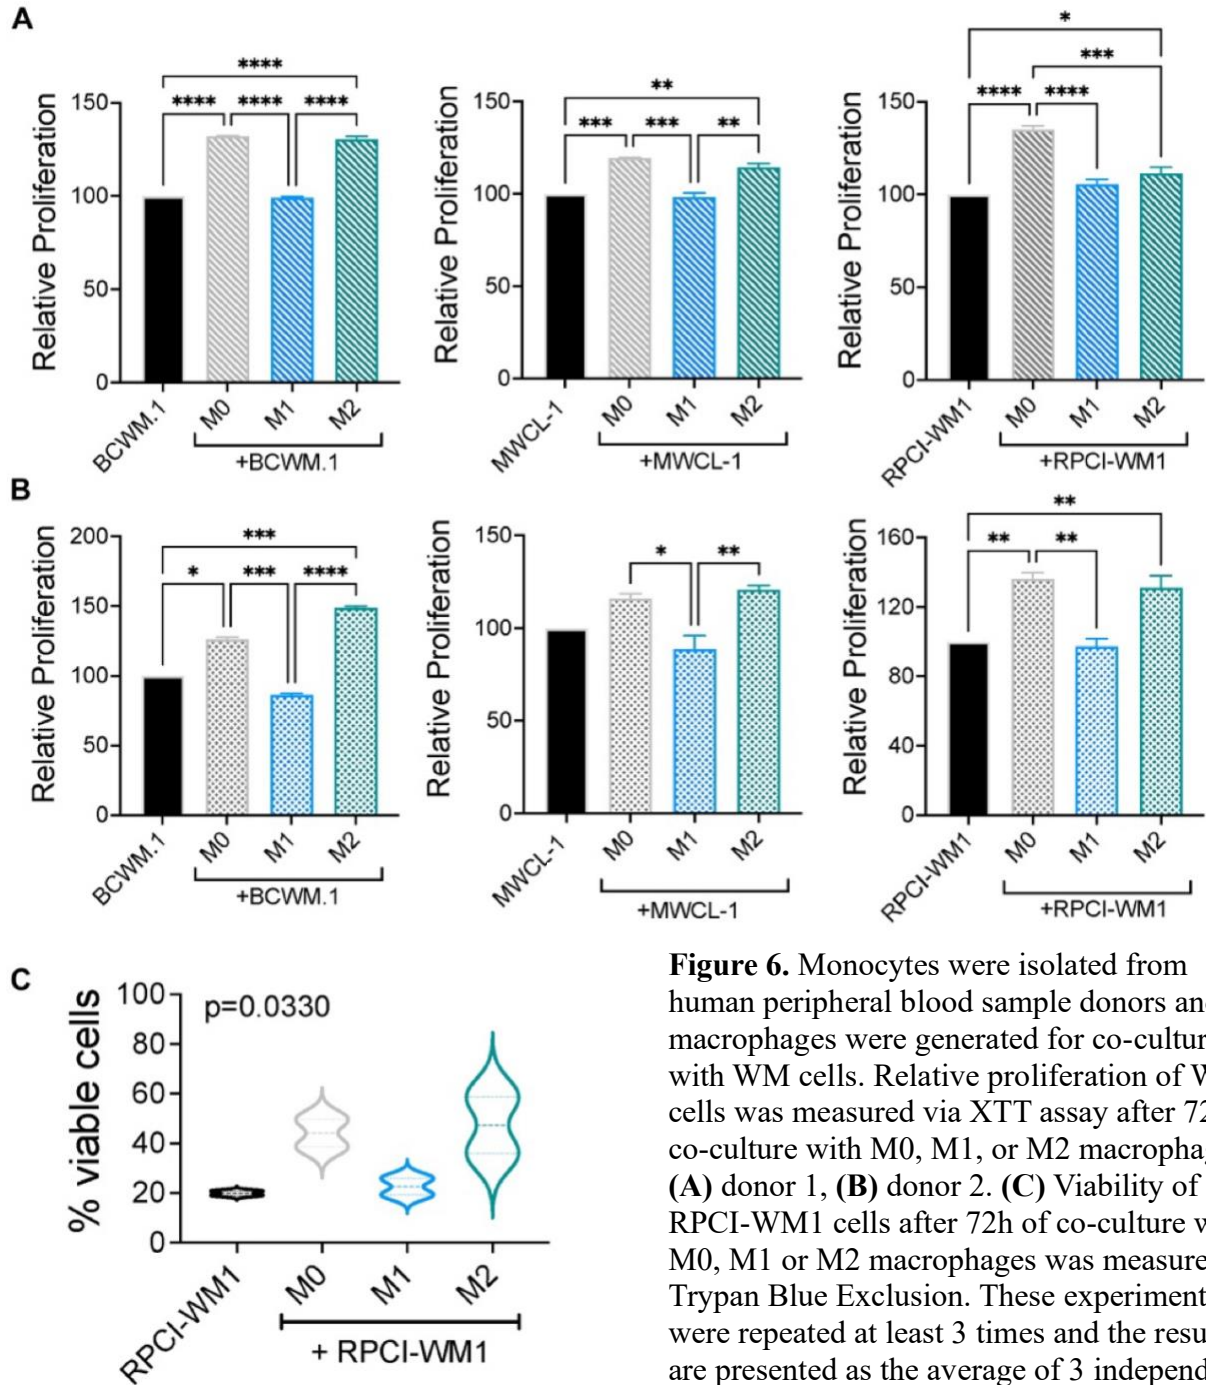 A
****
**** **** ****
150
100
50
0
Relative Proliferation
BCWM.1
M0
M1
M2
+BCWM.1
**
*** *** **
150
100
50
0
Relative Proliferation
MWCL-1
M0
M1
M2
+MWCL-1
*
***
**** ****
150
100
50
0
Relative Proliferation
RPCI-WM1
M0
M1
M2
+RPCI-WM1
B
***
* *** ****
200
150
100
50
0
Relative Proliferation
BCWM.1
M0
M1
M2
+BCWM.1
* **
150
100
50
0
Relative Proliferation
MWCL-1
M0
M1
M2
+MWCL-1
**
** **
160
120
80
40
0
Relative Proliferation
RPCI-WM1
M0
M1
M2
+RPCI-WM1
C
p=0.0330
100
80
60
40
20
0
% viable cells
RPCI-WM1
M0
M1
M2
+ RPCI-WM1
Figure 6. Monocytes were isolated from
human peripheral blood sample donors an
macrophages were generated for co-cultur
with WM cells. Relative proliferation of W
cells was measured via XTT assay after 72
co-culture with M0, M1, or M2 macrophag
(A) donor 1, (B) donor 2. (C) Viability of
RPCI-WM1 cells after 72h of co-culture w
M0, M1 or M2 macrophages was measure
Trypan Blue Exclusion. These experiment
were repeated at least 3 times and the resu
are presented as the average of 3 independ